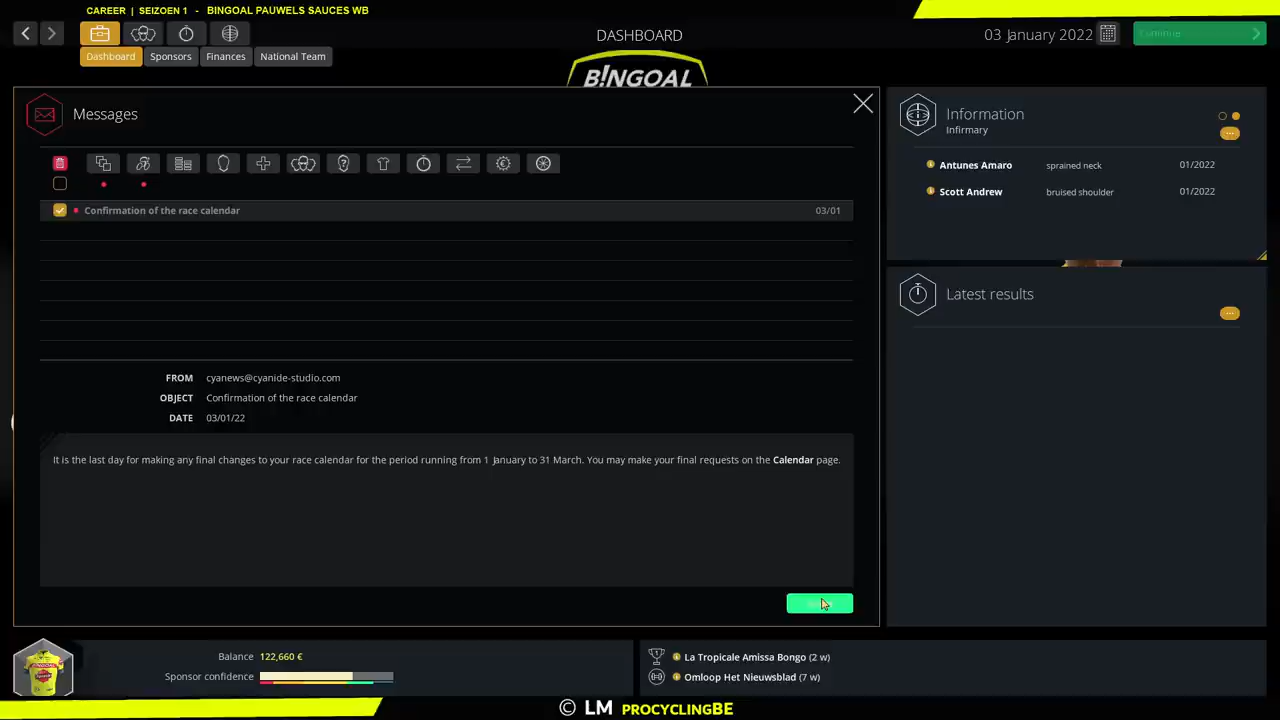 CAREER | SEIZOEN 1 - BINGOAL PAUWELS SAUCES WB
DASHBOARD
03 January 2022
Continue
Dashboard
Sponsors
Finances
National Team
B!NGOAL
Messages
Confirmation of the race calendar
03/01
FROM cyanews@cyanide-studio.com
OBJECT Confirmation of the race calendar
DATE 03/01/22
It is the last day for making any final changes to your race calendar for the period running from 1 January to 31 March. You may make your final requests on the Calendar page.
Information
Infirmary
Antunes Amaro sprained neck 01/2022
Scott Andrew bruised shoulder 01/2022
Latest results
Balance 122,660 €
Sponsor confidence
La Tropicale Amissa Bongo (2 w)
Omloop Het Nieuwsblad (7 w)
© LM PROCYCLINGBE